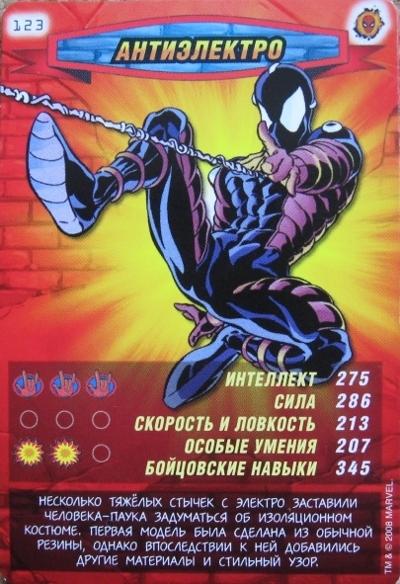 123
АНТИЭЛЕКТРО
ИНТЕЛЛЕКТ 275
СИЛА 286
СКОРОСТЬ И ЛОВКОСТЬ 213
ОСОБЫЕ УМЕНИЯ 207
БОЙЦОВСКИЕ НАВЫКИ 345
НЕСКОЛЬКО ТЯЖЁЛЫХ СТЫЧЕК С ЭЛЕКТРО ЗАСТАВИЛИ
ЧЕЛОВЕКА-ПАУКА ЗАДУМАТЬСЯ ОБ ИЗОЛЯЦИОННОМ
КОСТЮМЕ. ПЕРВАЯ МОДЕЛЬ БЫЛА СДЕЛАНА ИЗ ОБЫЧНОЙ
РЕЗИНЫ, ОДНАКО ВПОСЛЕДСТВИИ К НЕЙ ДОБАВИЛИСЬ
ДРУГИЕ МАТЕРИАЛЫ И СТИЛЬНЫЙ УЗОР.
TM & © 2008 MARVEL.